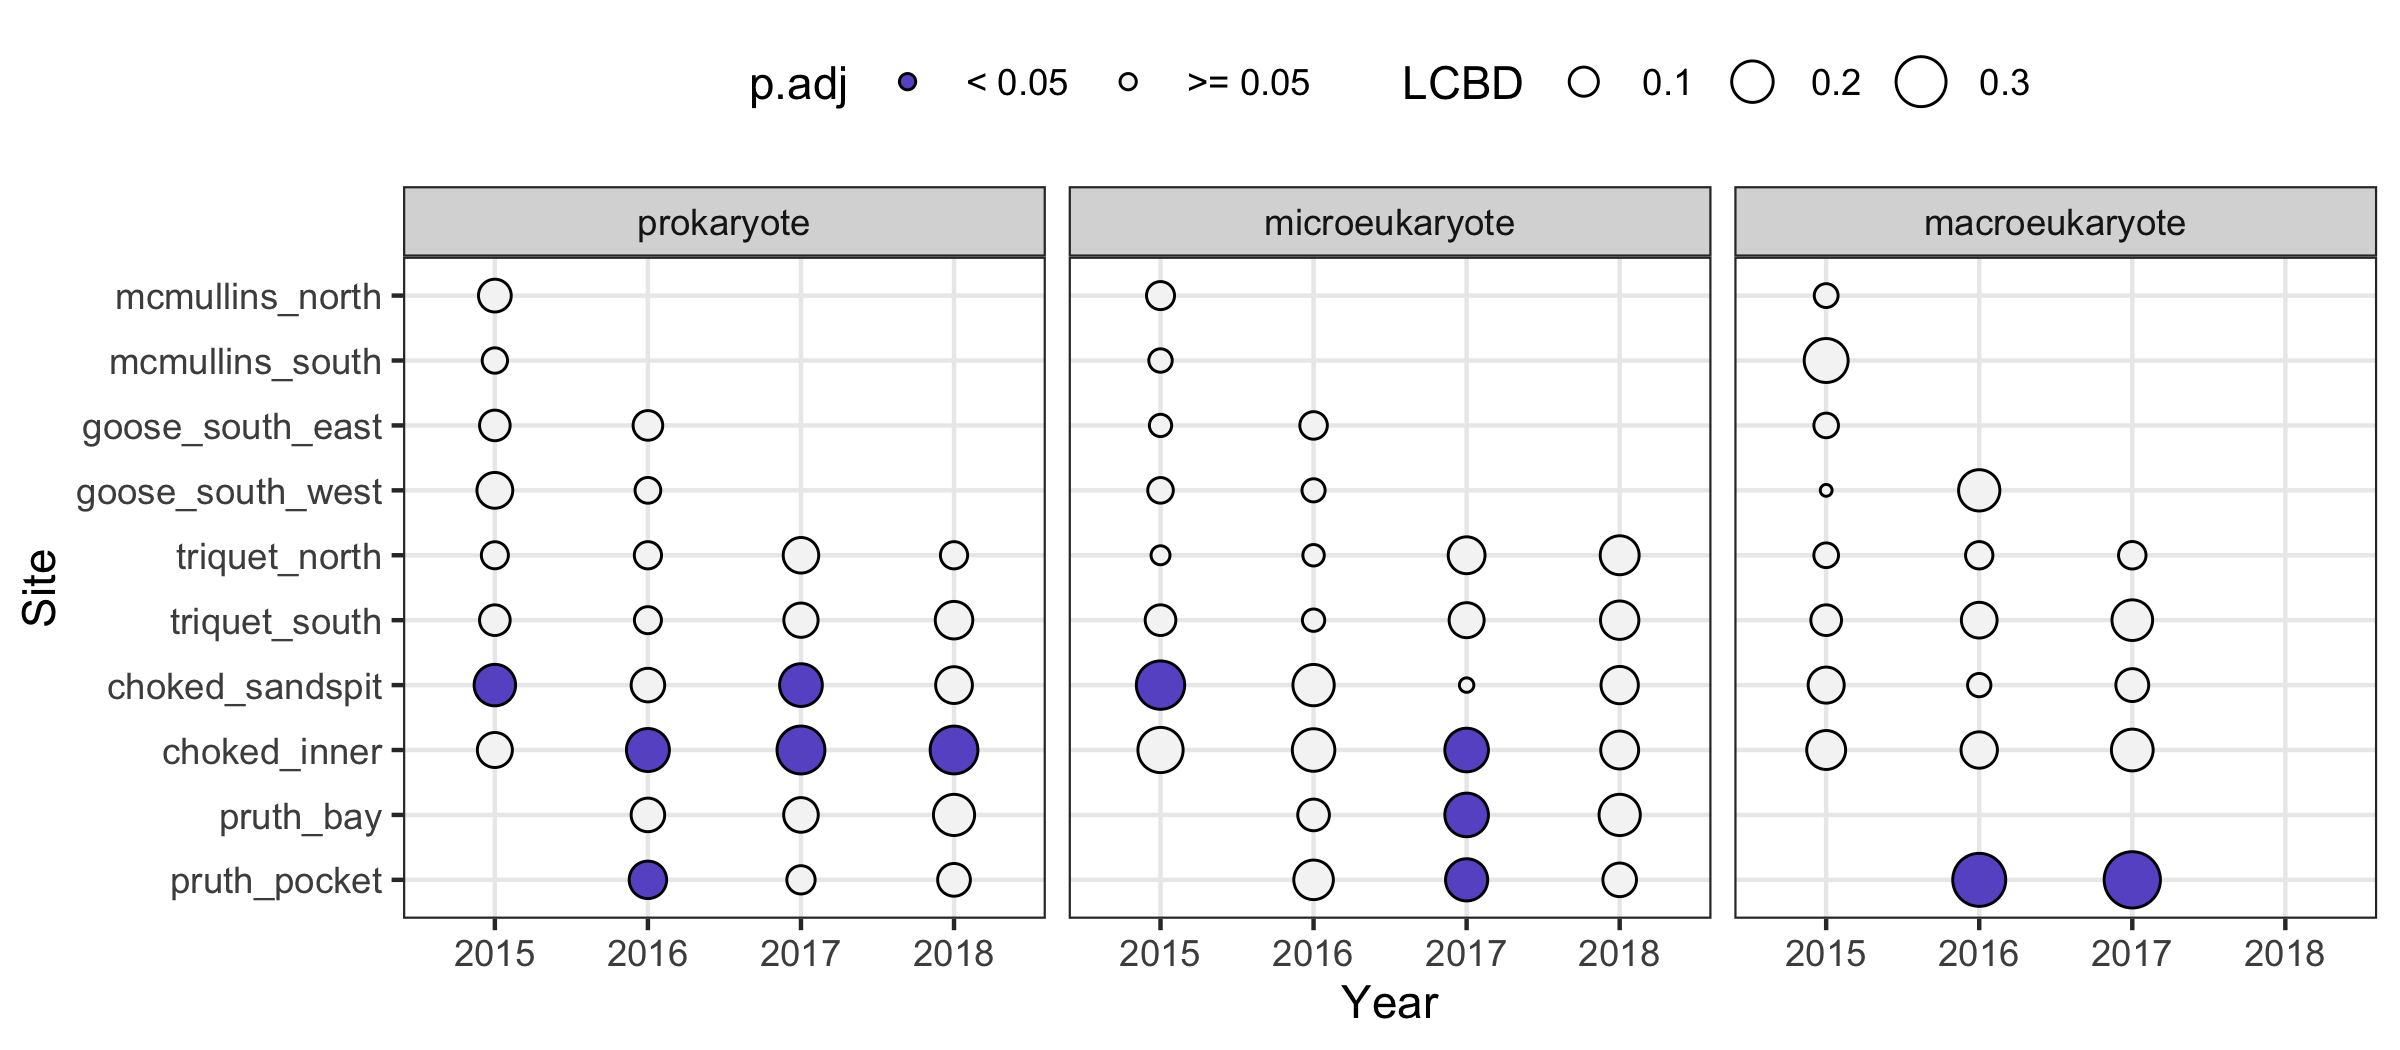 p.adj < 0.05 >= 0.05 LCBD 0.1 0.2 0.3
prokaryote microeukaryote macroeukaryote
mcmullins_north
mcmullins_south
goose_south_east
goose_south_west
triquet_north
triquet_south
choked_sandspit
choked_inner
pruth_bay
pruth_pocket
Site
2015 2016 2017 2018 2015 2016 2017 2018 2015 2016 2017 2018
Year